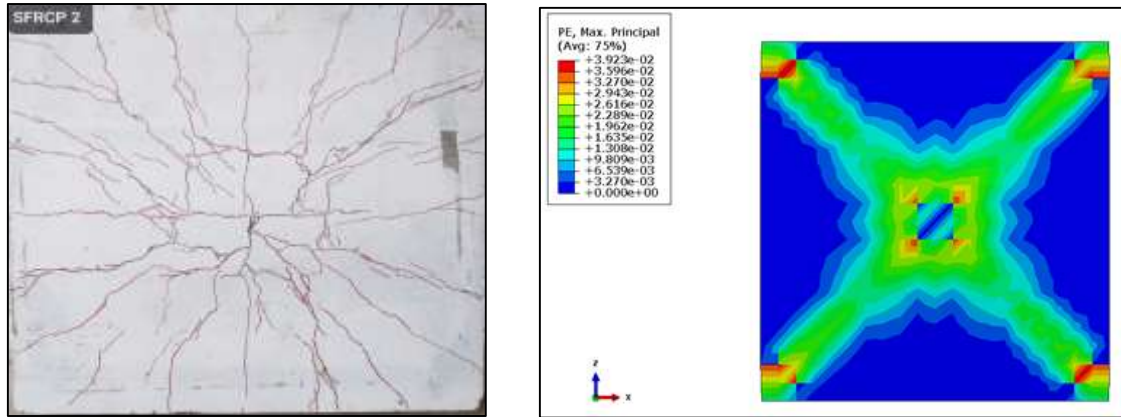 SFRCP 2
PE, Max. Principal
(Avg: 75%)
+3.923e-02
+3.596e-02
+3.270e-02
+2.943e-02
+2.616e-02
+2.289e-02
+1.962e-02
+1.635e-02
+1.308e-02
+9.809e-03
+6.539e-03
+3.270e-03
+0.000e+00
z
x